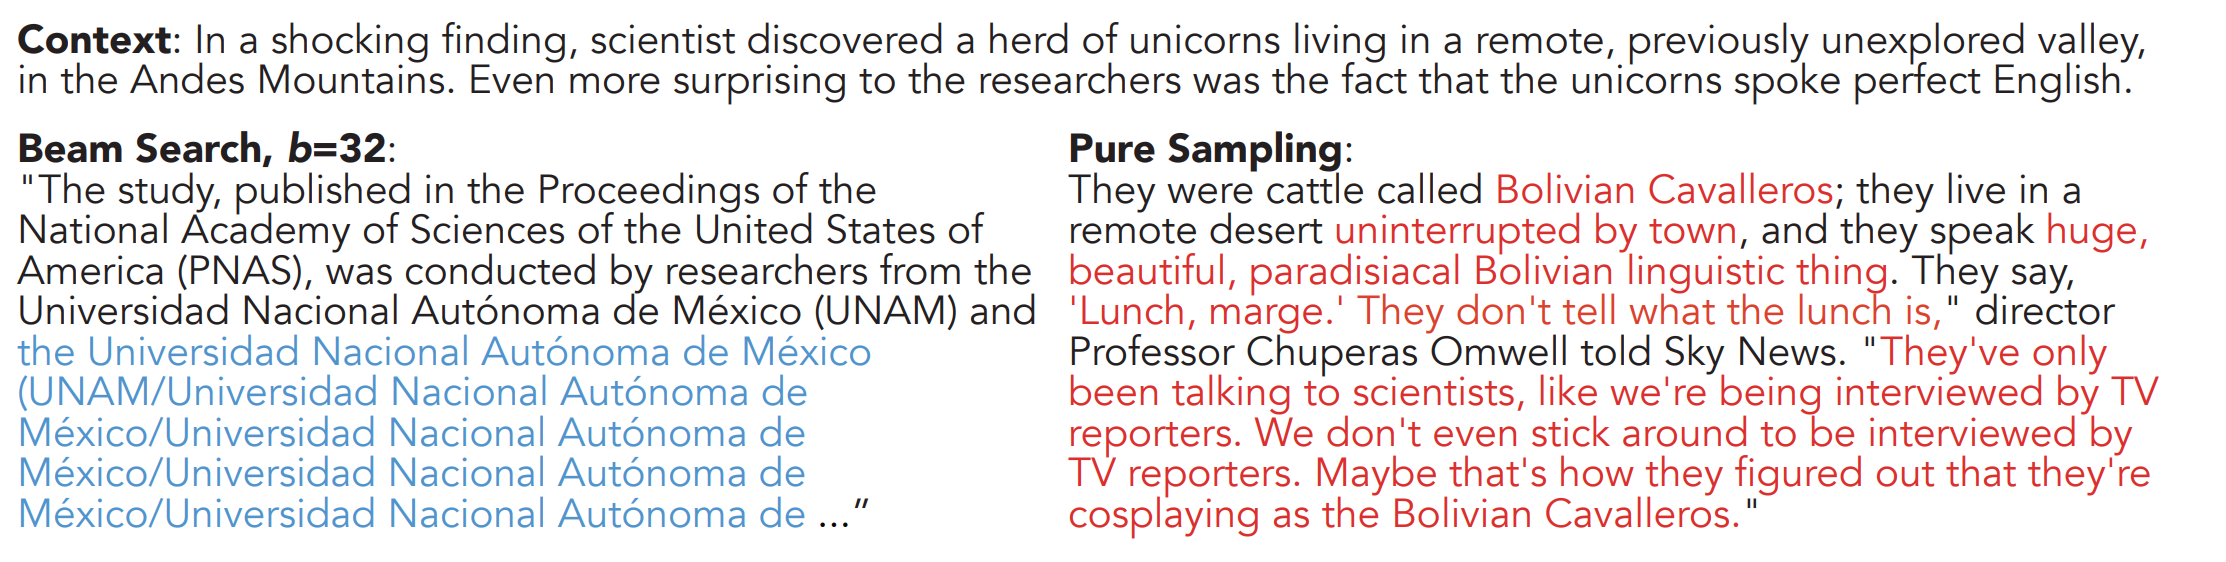 Context: In a shocking finding, scientist discovered a herd of unicorns living in a remote, previously unexplored valley,
in the Andes Mountains. Even more surprising to the researchers was the fact that the unicorns spoke perfect English.
Beam Search, b=32:
"The study, published in the Proceedings of the
National Academy of Sciences of the United States of
America (PNAS), was conducted by researchers from the
Universidad Nacional Autónoma de México (UNAM) and
the Universidad Nacional Autónoma de México
(UNAM/Universidad Nacional Autónoma de
México/Universidad Nacional Autónoma de
México/Universidad Nacional Autónoma de
México/Universidad Nacional Autónoma de ...”
Pure Sampling:
They were cattle called Bolivian Cavalleros; they live in a
remote desert uninterrupted by town, and they speak huge,
beautiful, paradisiacal Bolivian linguistic thing. They say,
'Lunch, marge.' They don't tell what the lunch is," director
Professor Chuperas Omwell told Sky News. "They've only
been talking to scientists, like we're being interviewed by TV
reporters. We don't even stick around to be interviewed by
TV reporters. Maybe that's how they figured out that they're
cosplaying as the Bolivian Cavalleros."